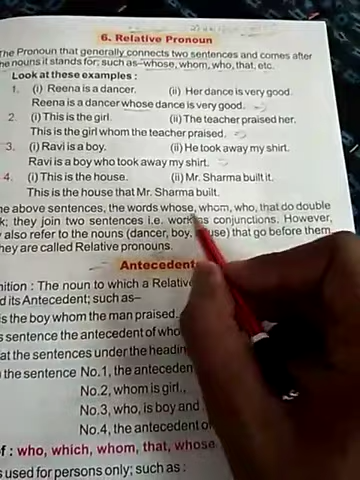 6. Relative Pronoun
he Pronoun that generally connects two sentences and comes after
he nouns it stands for; such as–whose, whom, who, that, etc.
Look at these examples :
1. (i) Reena is a dancer. (ii) Her dance is very good.
Reena is a dancer whose dance is very good.
2. (i) This is the girl. (ii) The teacher praised her.
This is the girl whom the teacher praised.
3. (i) Ravi is a boy. (ii) He took away my shirt.
Ravi is a boy who took away my shirt.
4. (i) This is the house. (ii) Mr. Sharma built it.
This is the house that Mr. Sharma built.
he above sentences, the words whose, whom, who, that do double
k; they join two sentences i.e. work as conjunctions. However,
also refer to the nouns (dancer, boy, use) that go before them
hey are called Relative pronouns.
Antecedent
nition : The noun to which a Relative
d its Antecedent; such as–
is the boy whom the man praised.
s sentence the antecedent of who
at the sentences under the headin
the sentence No.1, the anteceden
No.2, whom is girl.,
No.3, who, is boy and
No.4, the antecedent o
f : who, which, whom, that, whose
s used for persons only; such as :